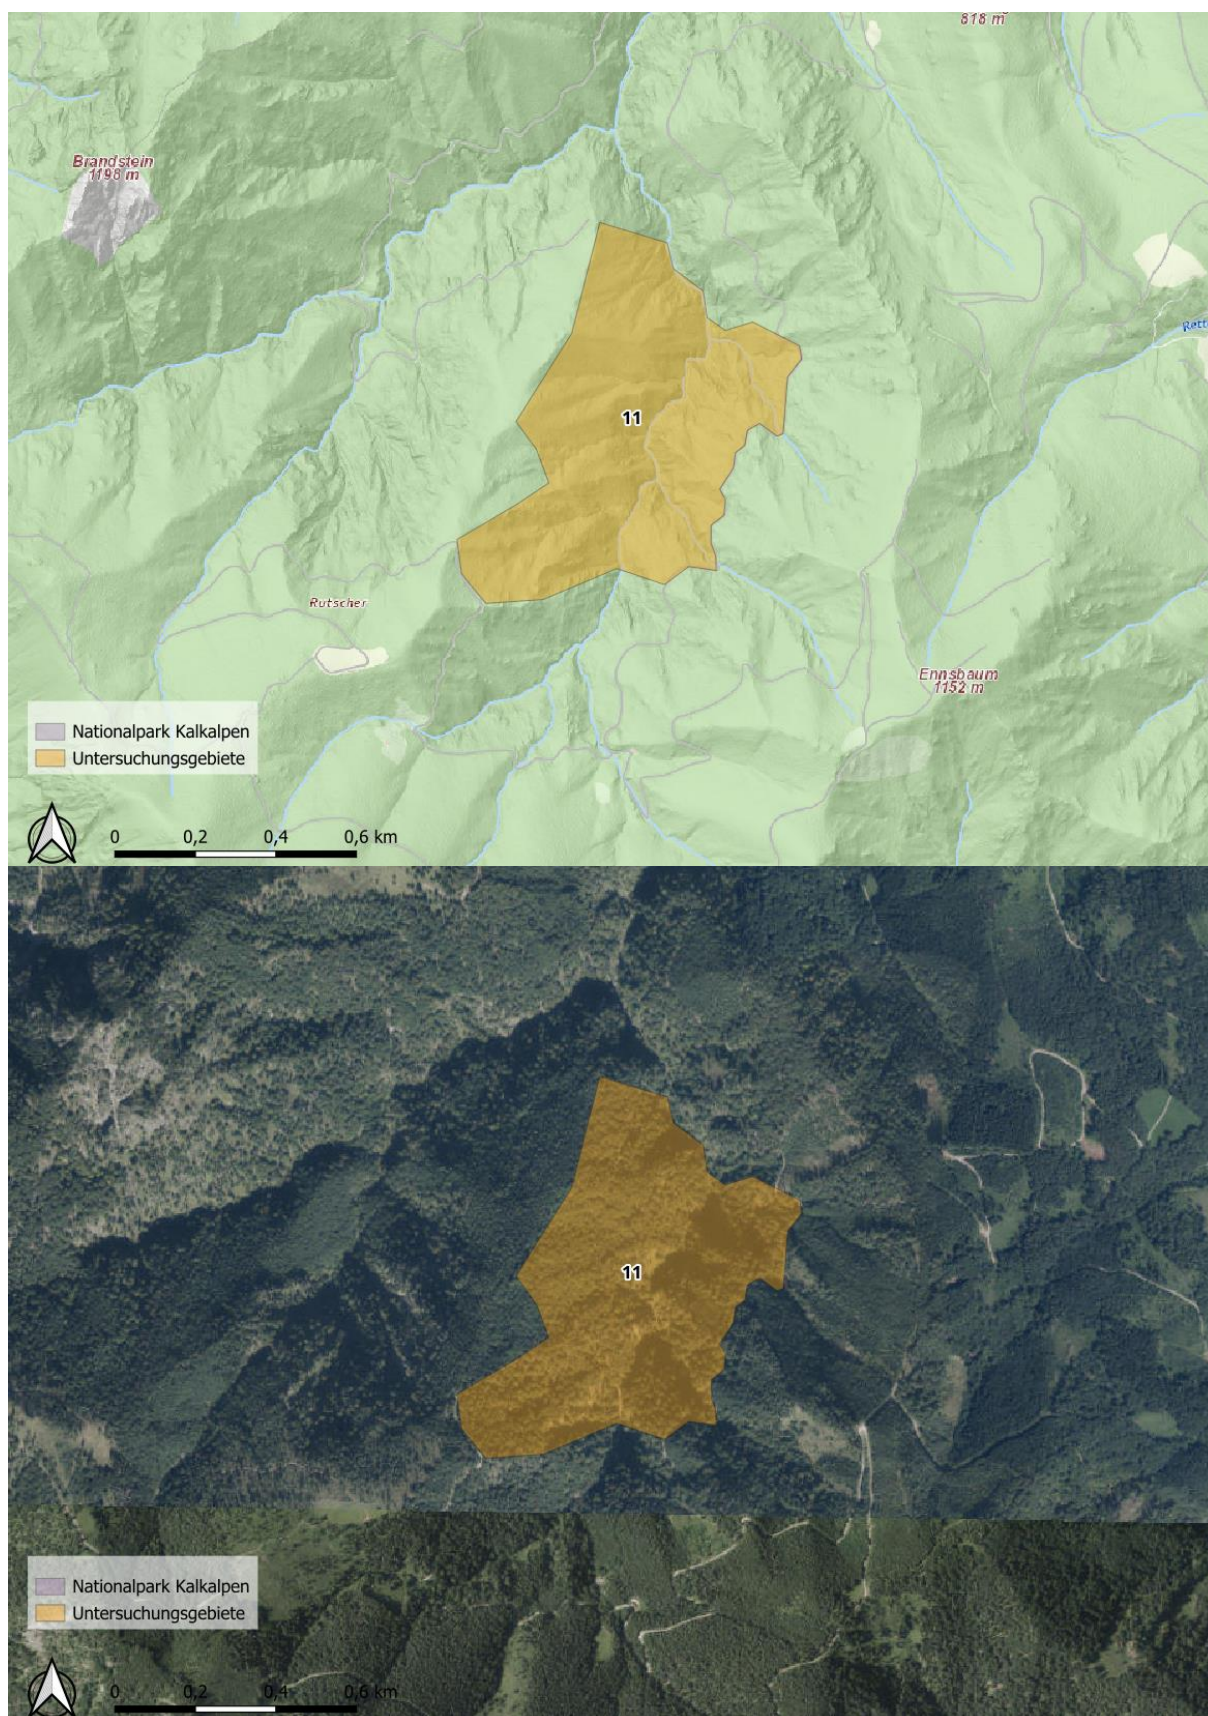 818 m
Brandstein
1198 m
Rett
11
Rutscher
Ennsbaum
1152 m
Nationalpark Kalkalpen
Untersuchungsgebiete
0 0,2 0,4 0,6 km
11
Nationalpark Kalkalpen
Untersuchungsgebiete
0 0,2 0,4 0,6 km